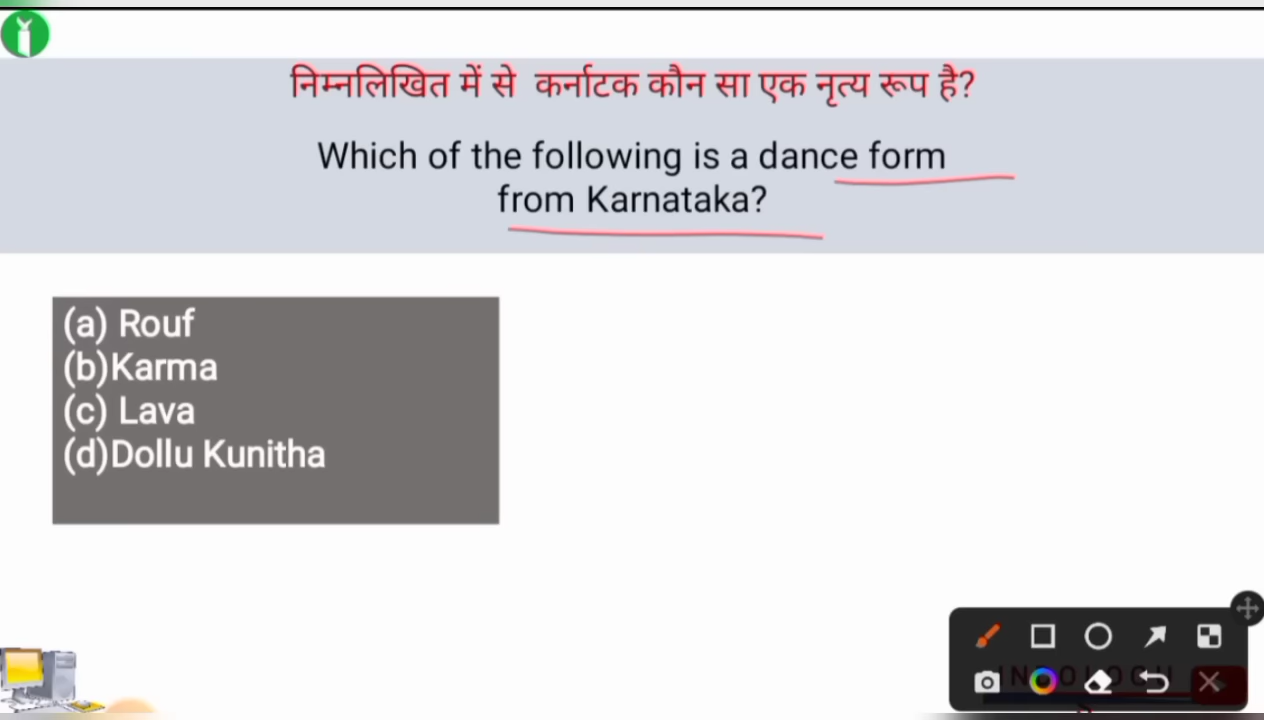 निम्नलिखित में से कर्नाटक कौन सा एक नृत्य रूप है?
Which of the following is a dance form
from Karnataka?
(a) Rouf
(b)Karma
(c) Lava
(d)Dollu Kunitha